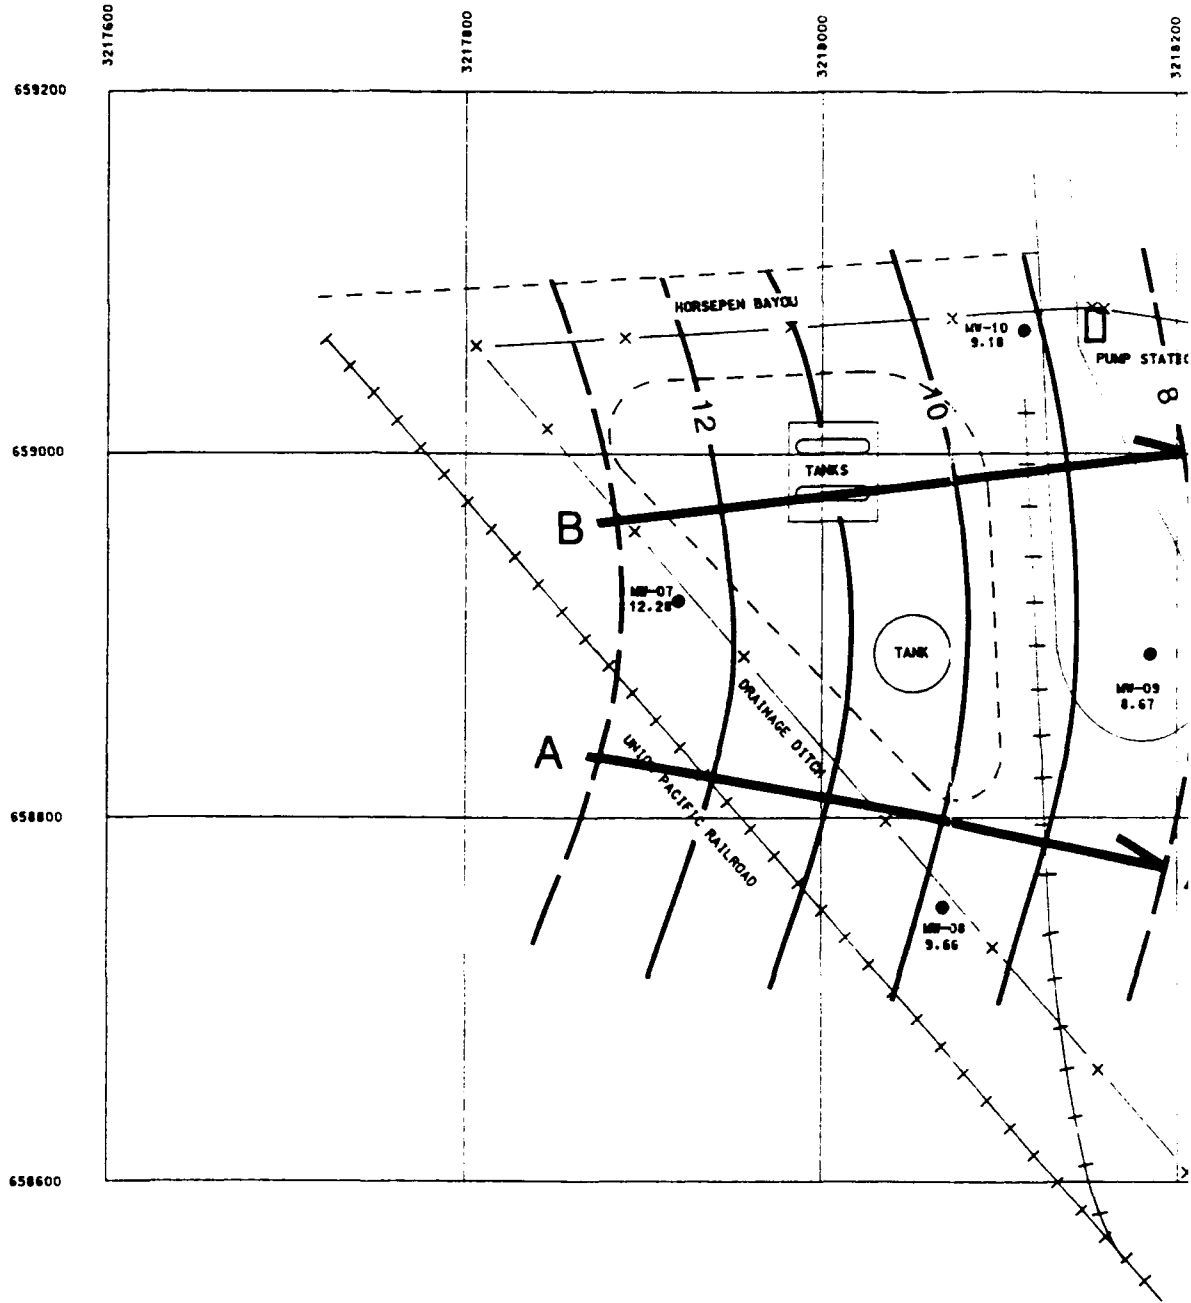 3217600
3217800
3218000
3218200
659200
HORSEPEN BAYOU
MW-10
9.18
PUMP STATIO
12
10
8
659000
TANKS
B
MW-07
12.28
TANK
MW-09
8.67
DRAINAGE DITCH
A
UNION PACIFIC RAILROAD
658800
MW-08
9.66
658600